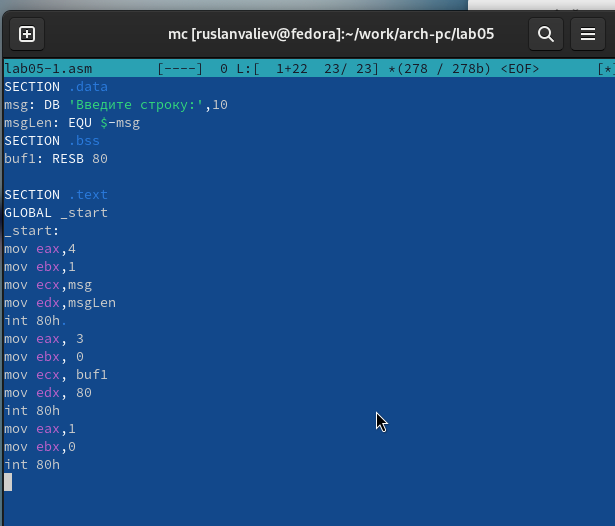 mc [ruslanvaliev@fedora]:~/work/arch-pc/lab05
lab05-1.asm [----] 0 L:[ 1+22 23/ 23] *(278 / 278b) <EOF> [*]
SECTION .data
msg: DB 'Введите строку:',10
msgLen: EQU $-msg
SECTION .bss
buf1: RESB 80
SECTION .text
GLOBAL _start
_start:
mov eax,4
mov ebx,1
mov ecx,msg
mov edx,msgLen
int 80h.
mov eax, 3
mov ebx, 0
mov ecx, buf1
mov edx, 80
int 80h
mov eax,1
mov ebx,0
int 80h